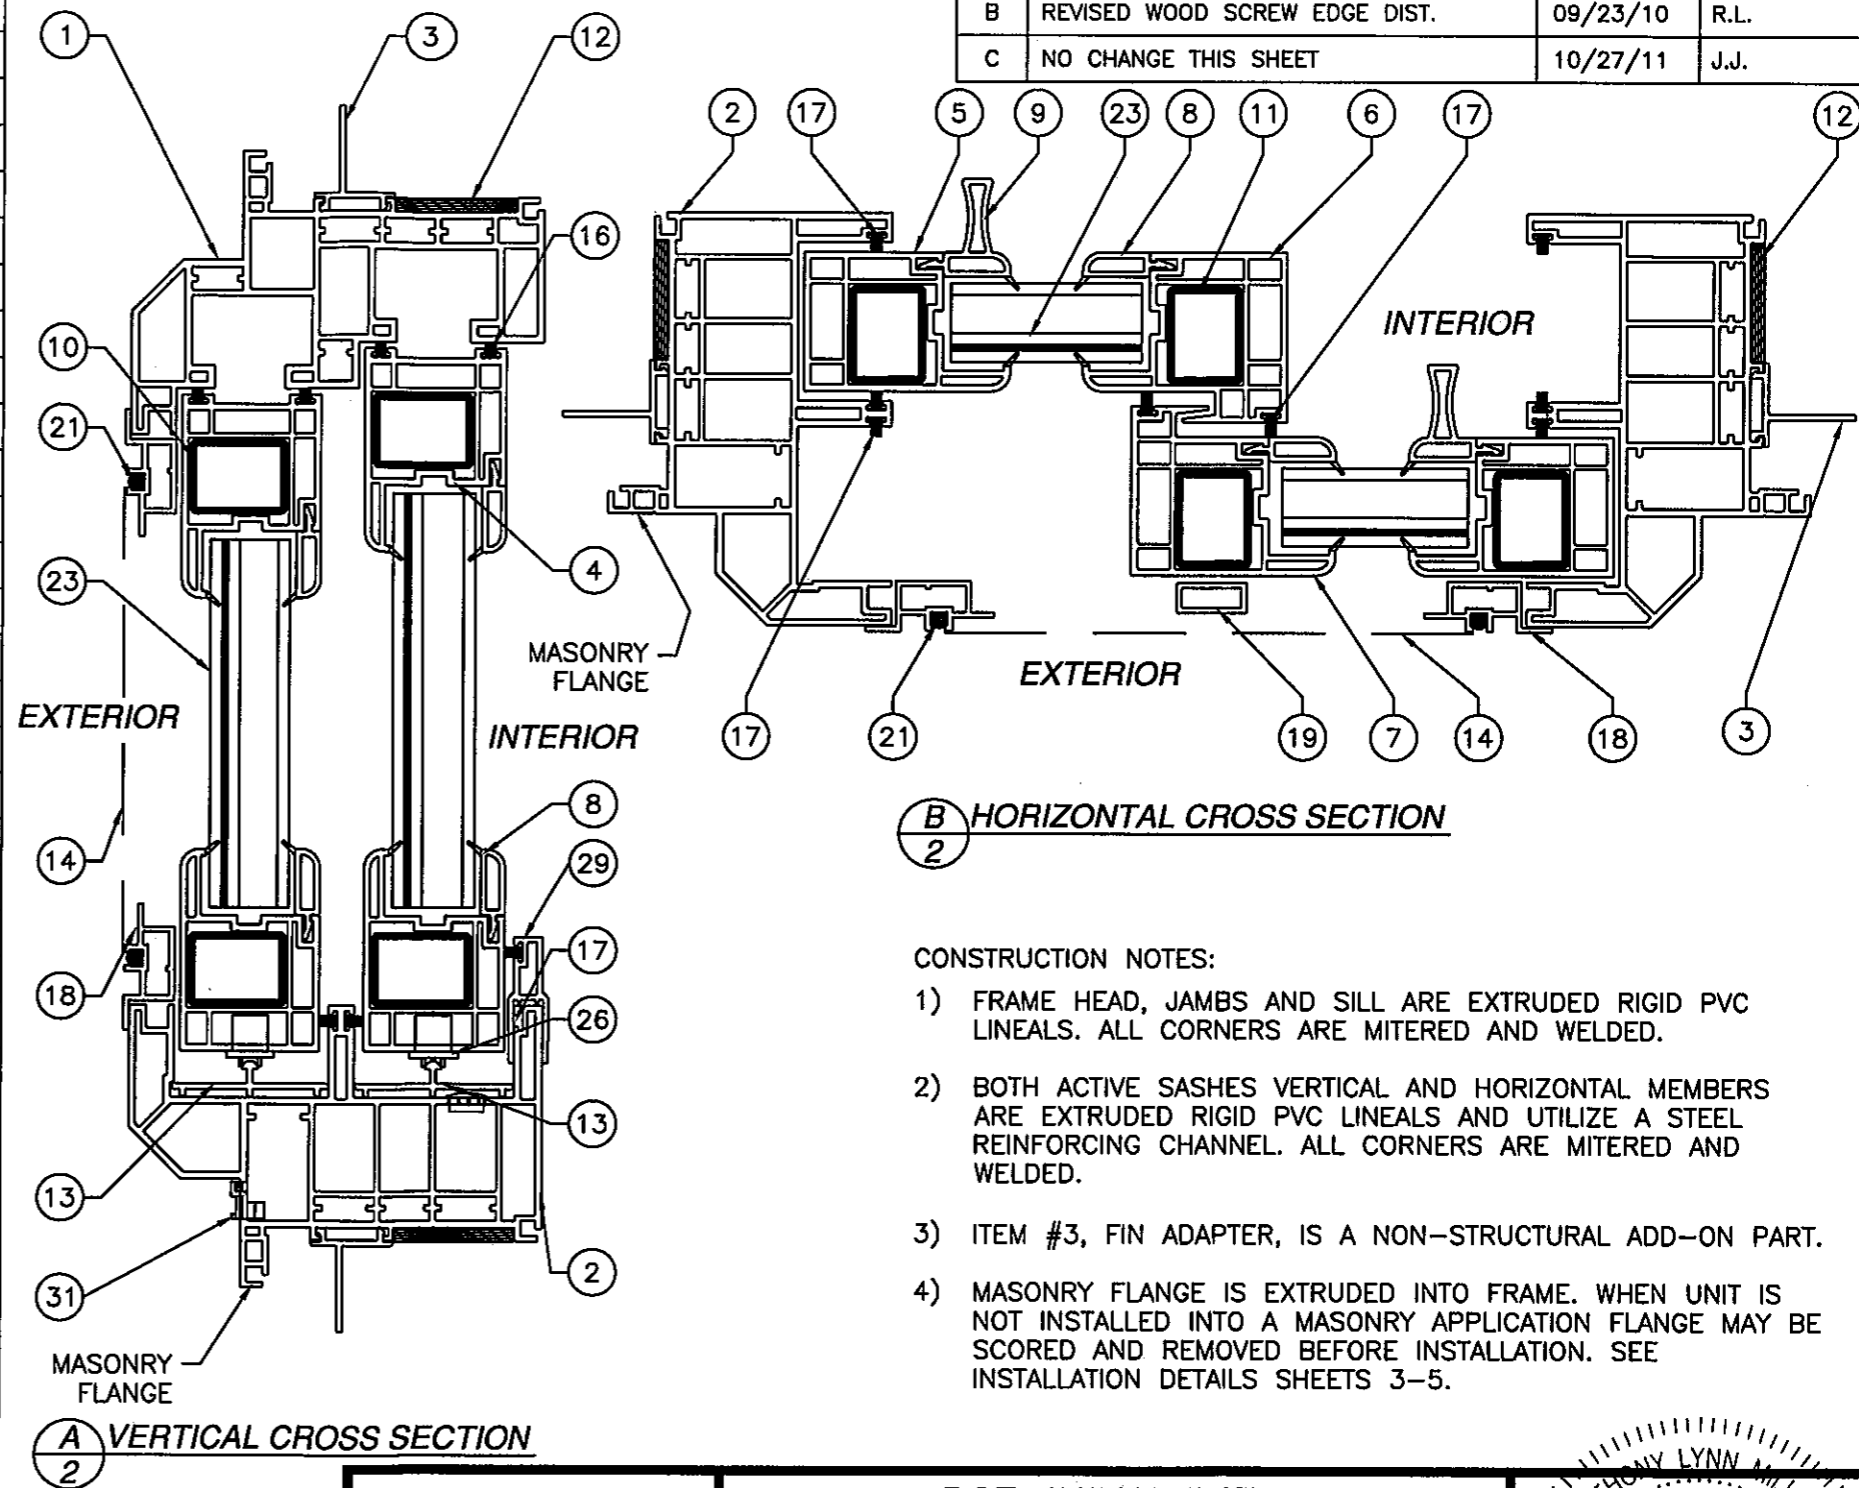 B REVISED WOOD SCREW EDGE DIST. 09/23/10 R.L.
C NO CHANGE THIS SHEET 10/27/11 J.J.
1
3
12
16
10
21
23
4
EXTERIOR
INTERIOR
14
8
29
18
17
26
13
13
31
2
MASONRY
FLANGE
A
2
VERTICAL CROSS SECTION
2
17
5
9
23
8
11
6
17
12
INTERIOR
MASONRY
FLANGE
EXTERIOR
17
21
19
7
14
18
3
B
2
HORIZONTAL CROSS SECTION
CONSTRUCTION NOTES:
1) FRAME HEAD, JAMBS AND SILL ARE EXTRUDED RIGID PVC
LINEALS. ALL CORNERS ARE MITERED AND WELDED.
2) BOTH ACTIVE SASHES VERTICAL AND HORIZONTAL MEMBERS
ARE EXTRUDED RIGID PVC LINEALS AND UTILIZE A STEEL
REINFORCING CHANNEL. ALL CORNERS ARE MITERED AND
WELDED.
3) ITEM #3, FIN ADAPTER, IS A NON-STRUCTURAL ADD-ON PART.
4) MASONRY FLANGE IS EXTRUDED INTO FRAME. WHEN UNIT IS
NOT INSTALLED INTO A MASONRY APPLICATION FLANGE MAY BE
SCORED AND REMOVED BEFORE INSTALLATION. SEE
INSTALLATION DETAILS SHEETS 3-5.
LYNN